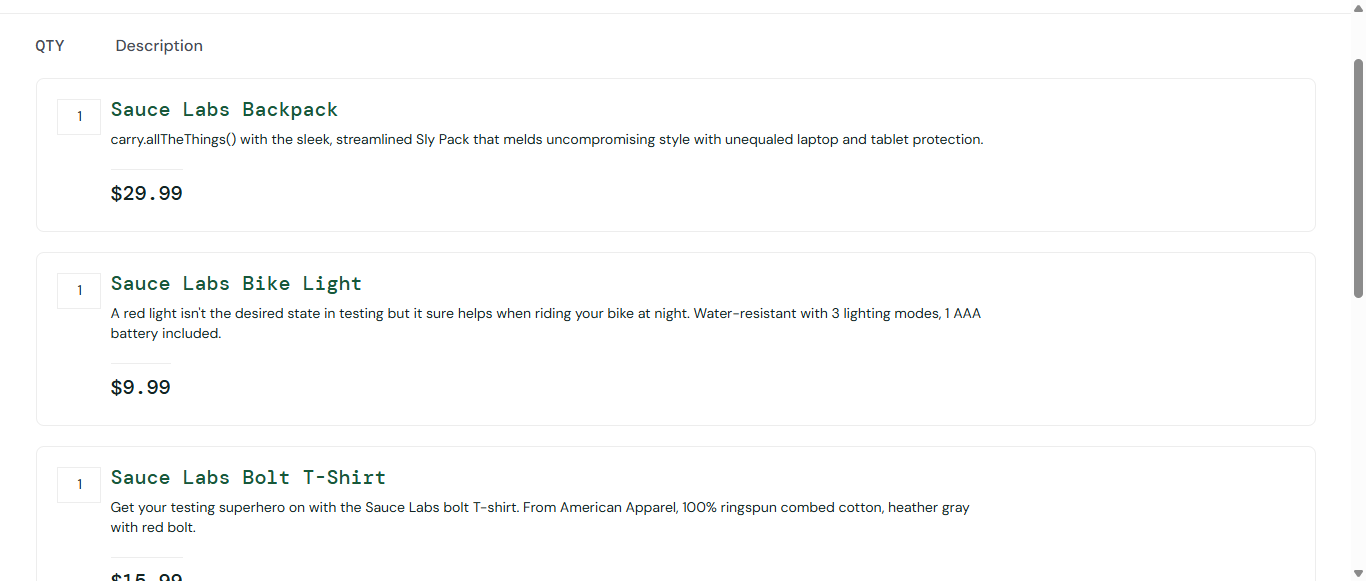 QTY Description
1 Sauce Labs Backpack
carry.allTheThings() with the sleek, streamlined Sly Pack that melds uncompromising style with unequaled laptop and tablet protection.
$29.99
1 Sauce Labs Bike Light
A red light isn't the desired state in testing but it sure helps when riding your bike at night. Water-resistant with 3 lighting modes, 1 AAA
battery included.
$9.99
1 Sauce Labs Bolt T-Shirt
Get your testing superhero on with the Sauce Labs bolt T-shirt. From American Apparel, 100% ringspun combed cotton, heather gray
with red bolt.
$15.99